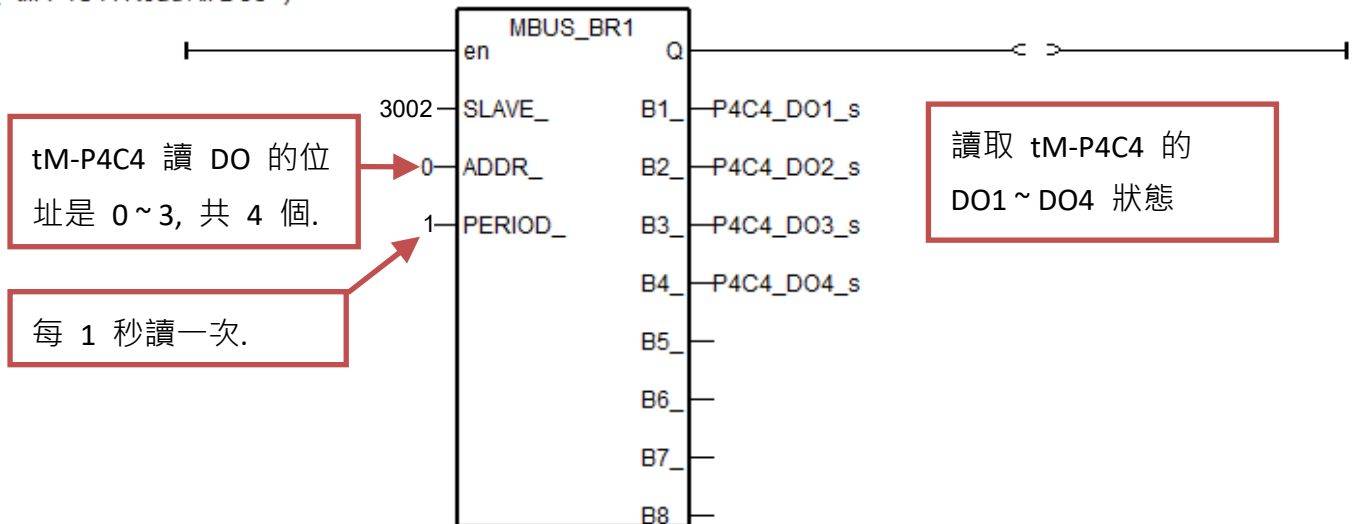 MBUS_BR1
en Q
3002 SLAVE_ B1_ P4C4_DO1_s
0 ADDR_ B2_ P4C4_DO2_s
1 PERIOD_ B3_ P4C4_DO3_s
B4_ P4C4_DO4_s
B5_
B6_
B7_
B8
tM-P4C4 讀 DO 的位
址是 0~3, 共 4 個.
每 1 秒讀一次.
讀取 tM-P4C4 的
DO1~DO4 狀態